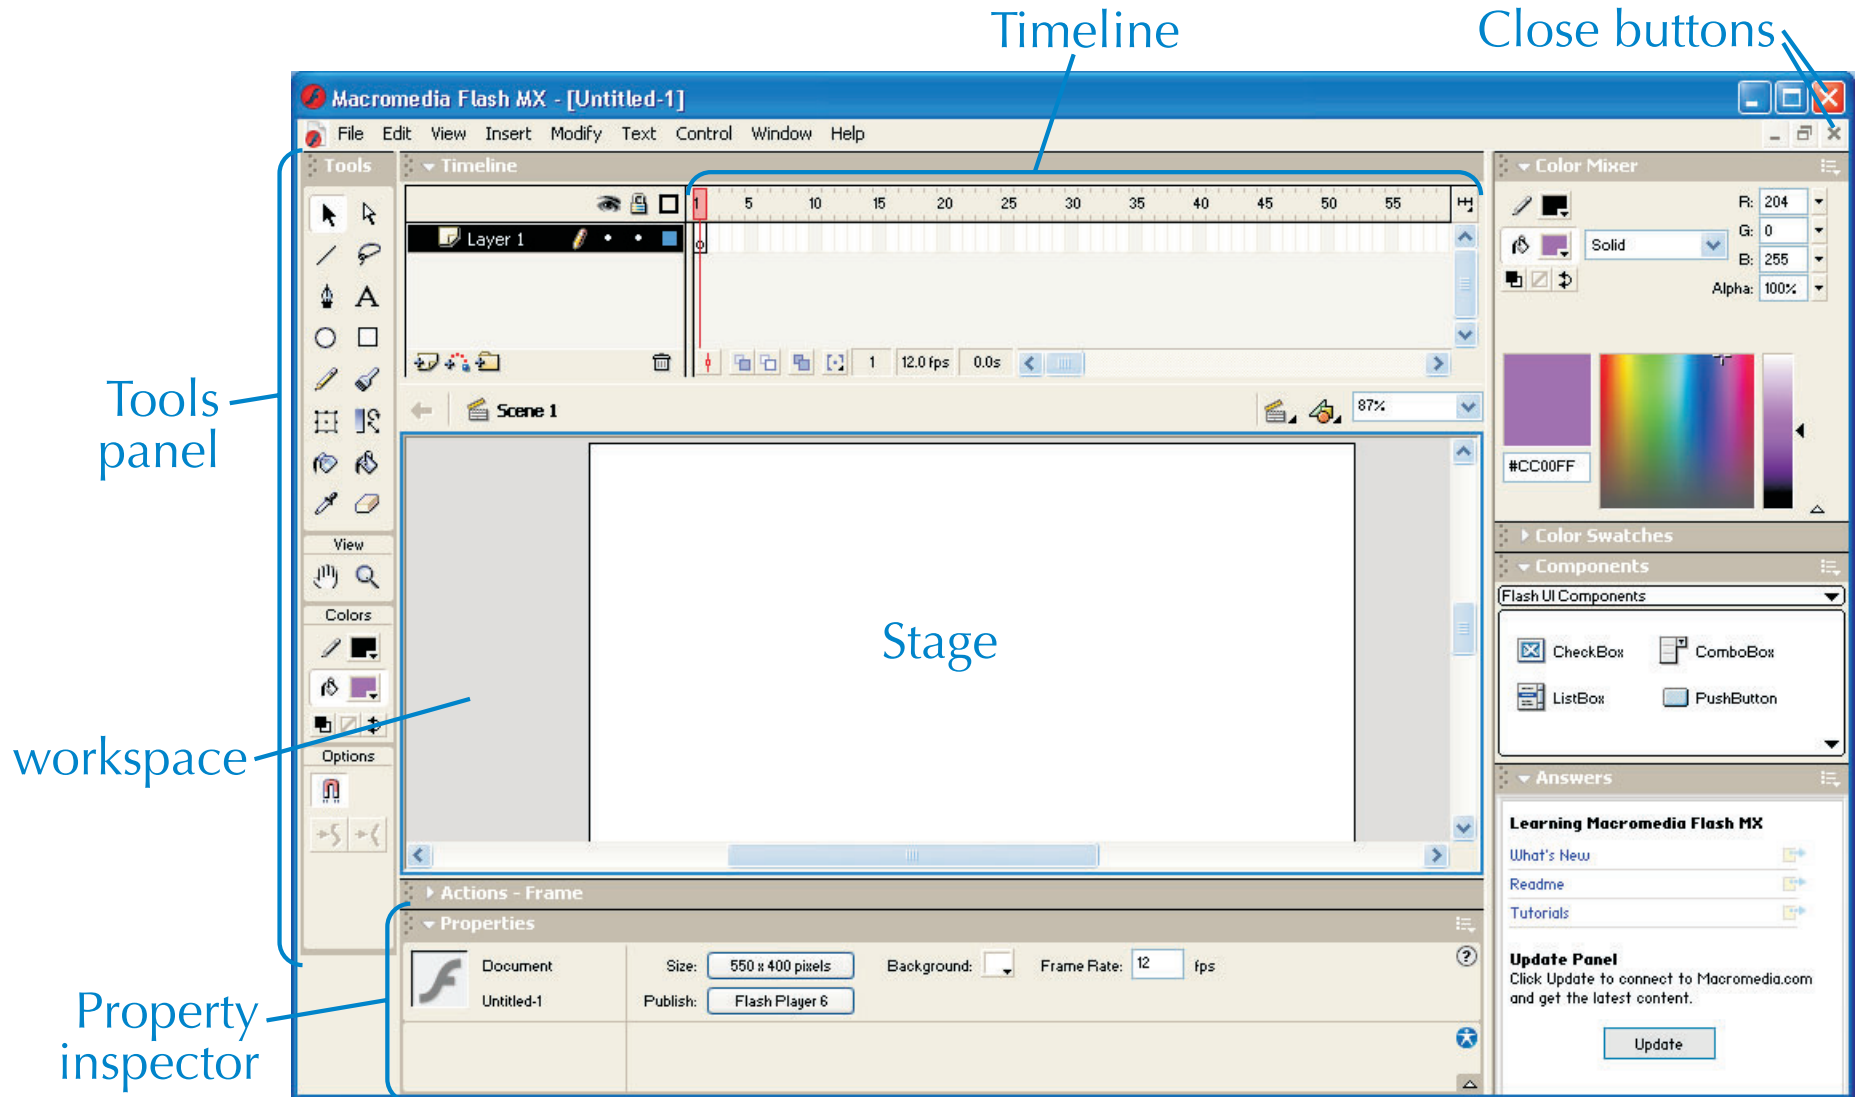 Timeline
Close buttons
Macromedia Flash MX - [Untitled-1]
File Edit View Insert Modify Text Control Window Help
Tools
Timeline
1 5 10 15 20 25 30 35 40 45 50 55
Layer 1
1 12.0 fps 0.0s
Scene 1
87%
Tools
panel
View
Colors
Options
workspace
Stage
Color Mixer
R: 204
G: 0
Solid
B: 255
Alpha: 100%
#CC00FF
Color Swatches
Components
Flash UI Components
CheckBox ComboBox
ListBox PushButton
Answers
Learning Macromedia Flash MX
What's New
Readme
Tutorials
Update Panel
Click Update to connect to Macromedia.com
and get the latest content.
Update
Actions - Frame
Properties
Document Size: 550 x 400 pixels Background: Frame Rate: 12 fps
Untitled-1 Publish: Flash Player 6
Property
inspector